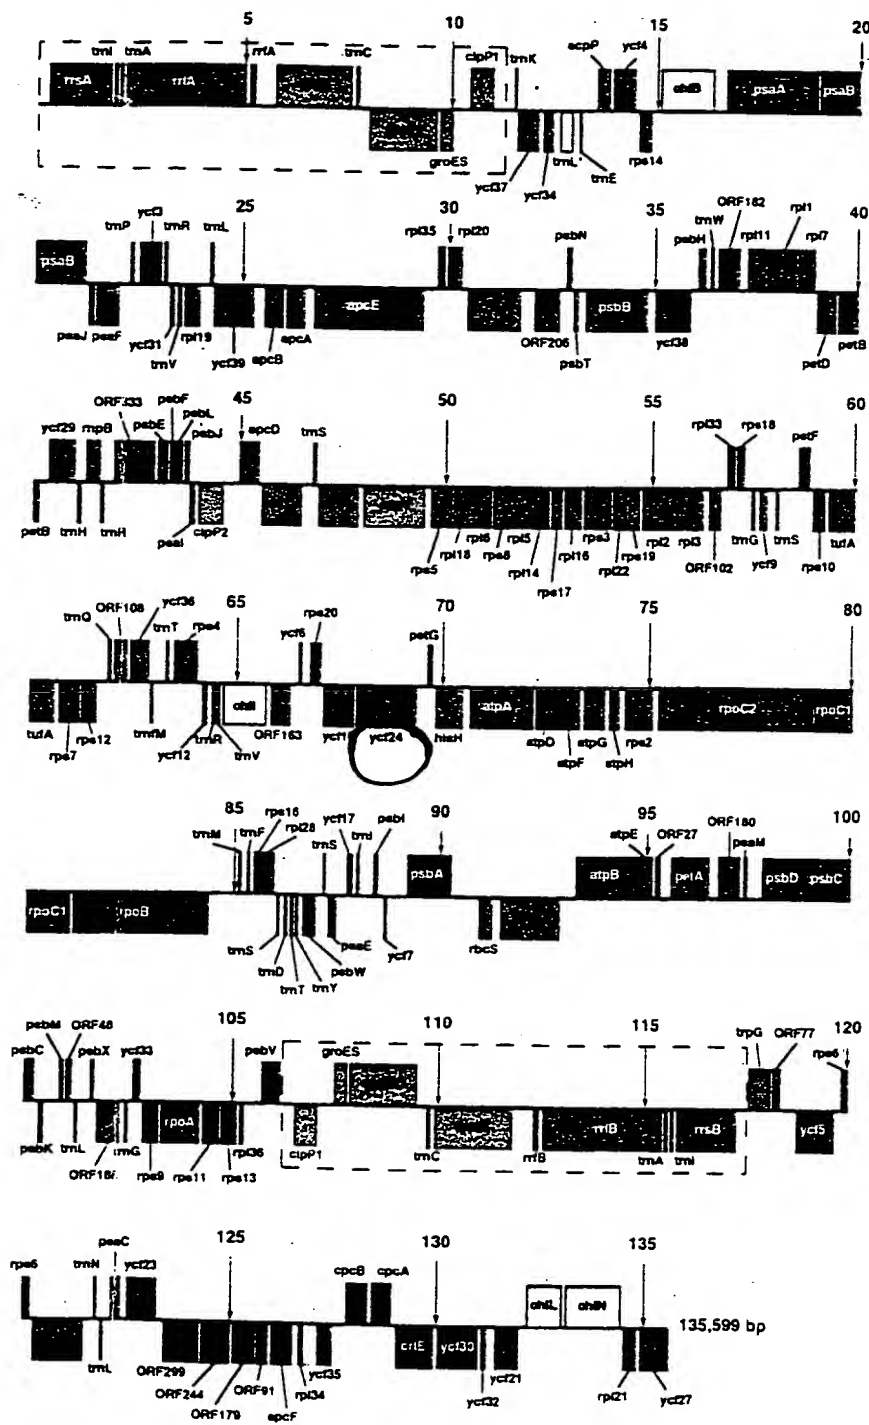 5 10 15 20
trnI trnA rrfA trnC clpP1 trnK acpP ycf4
rrsA rrlA chlB psaA psaB
groES ycf37 ycf34 trnL trnE rps14
25 30 35 40
trnP ycf3 trnR trnL rpl35 rpl20 psbN psbH trnW ORF182 rpl11 rpl1 rpl7
psaB apcE psbB
psaJ psaF ycf31 trnV rpl19 ycf39 apcB apcA ORF206 psbT ycf38 petD petB
45 50 55 60
ycf29 rnpB ORF333 psbE psbF psbL psbJ apcD trnS rpl33 rps18 petF
petB trnH trnH psaI clpP2 rps5 rpl18 rpl6 rps8 rpl5 rpl14 rps17 rpl16 rps3 rpl22 rps19 rpl2 rpl3 ORF102 trnG ycf9 trnS rps10 tufA
65 70 75 80
trnQ ORF108 ycf36 trnT rps4 ycf6 rps20 petG
chlI atpA rpoC2 rpoC1
tufA rps7 rps12 trnfM ycf12 trnR trnV ORF163 ycf16 ycf24 hisH atpD atpF atpG atpH rps2
85 90 95 100
trnM trnF rps16 rpl28 trnS ycf17 trnI psbI atpE ORF27 ORF180 psaM
psbA atpB petA psbD psbC
rpoC1 rpoB
trnS trnD trnT trnY psbW psaE ycf7 rbcS
105 110 115 120
psbC psbM ORF48 psbX ycf33 psbV groES trpG ORF77 rps6
rpoA rrlB rrsB ycf5
psbK trnL trnG rps9 rps11 rps13 rpl36 clpP1 trnC rrfB trnA trnI
125 130 135
rps6 trnN psaC ycf23 cpcB cpcA
chlL chlN
crtE ycf30
135,599 bp
trnL ORF299 ORF244 ORF179 ORF91 apcF rpl34 ycf35 ycf32 ycf21 rpl21 ycf27